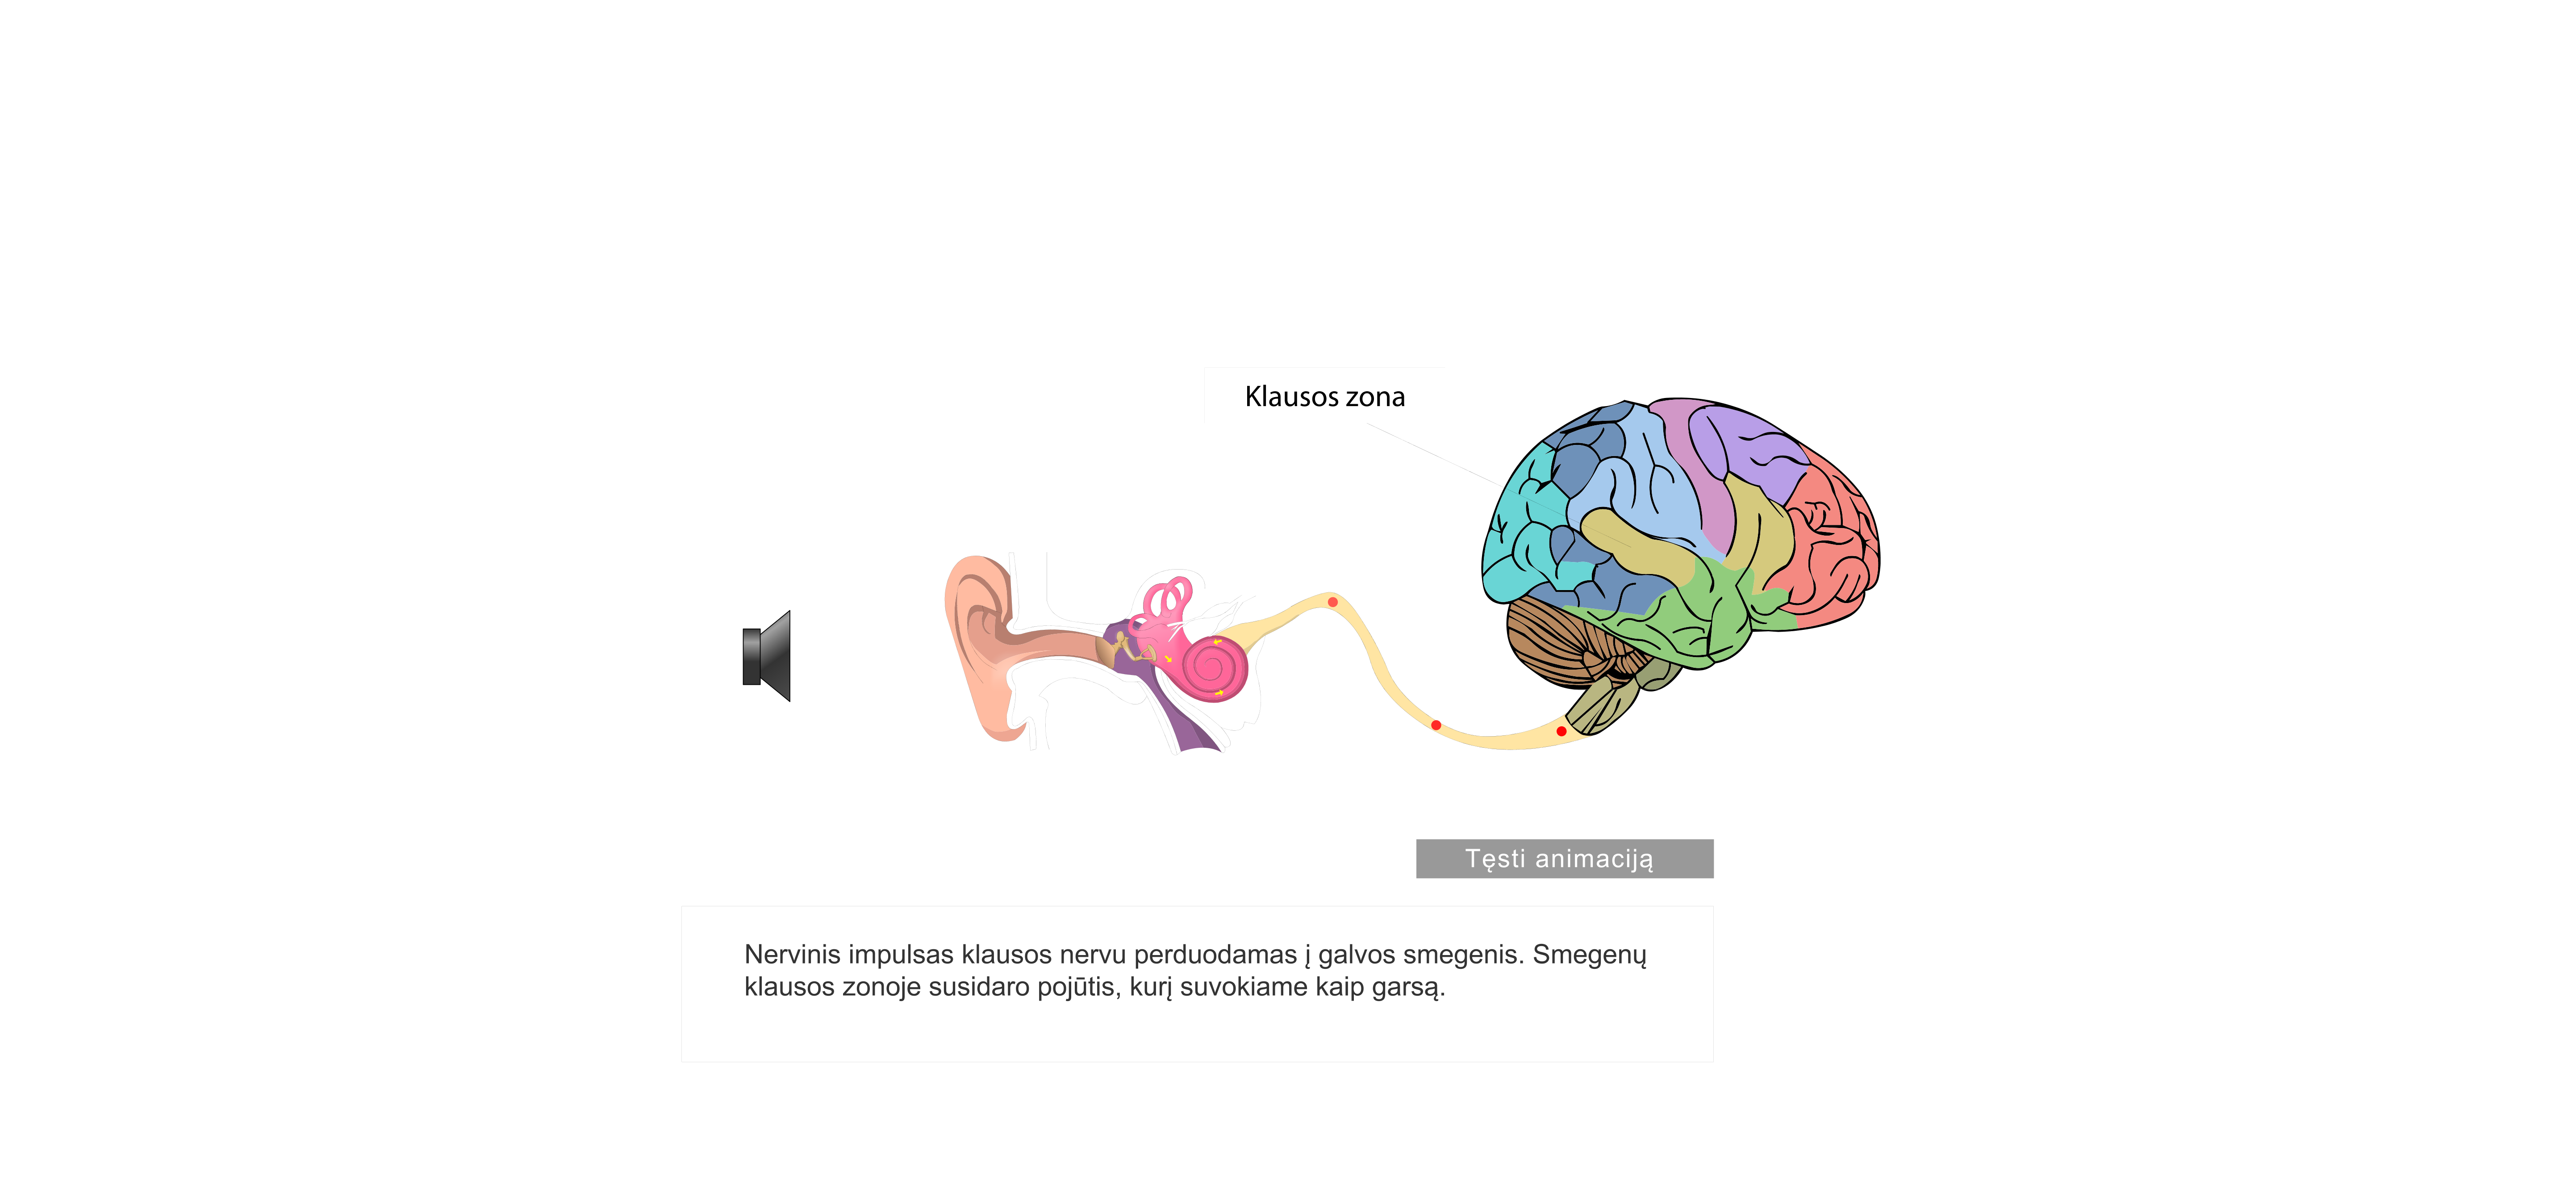 Klausos zona
Tęsti animaciją
Nervinis impulsas klausos nervu perduodamas į galvos smegenis. Smegenų
klausos zonoje susidaro pojūtis, kurį suvokiame kaip garsą.